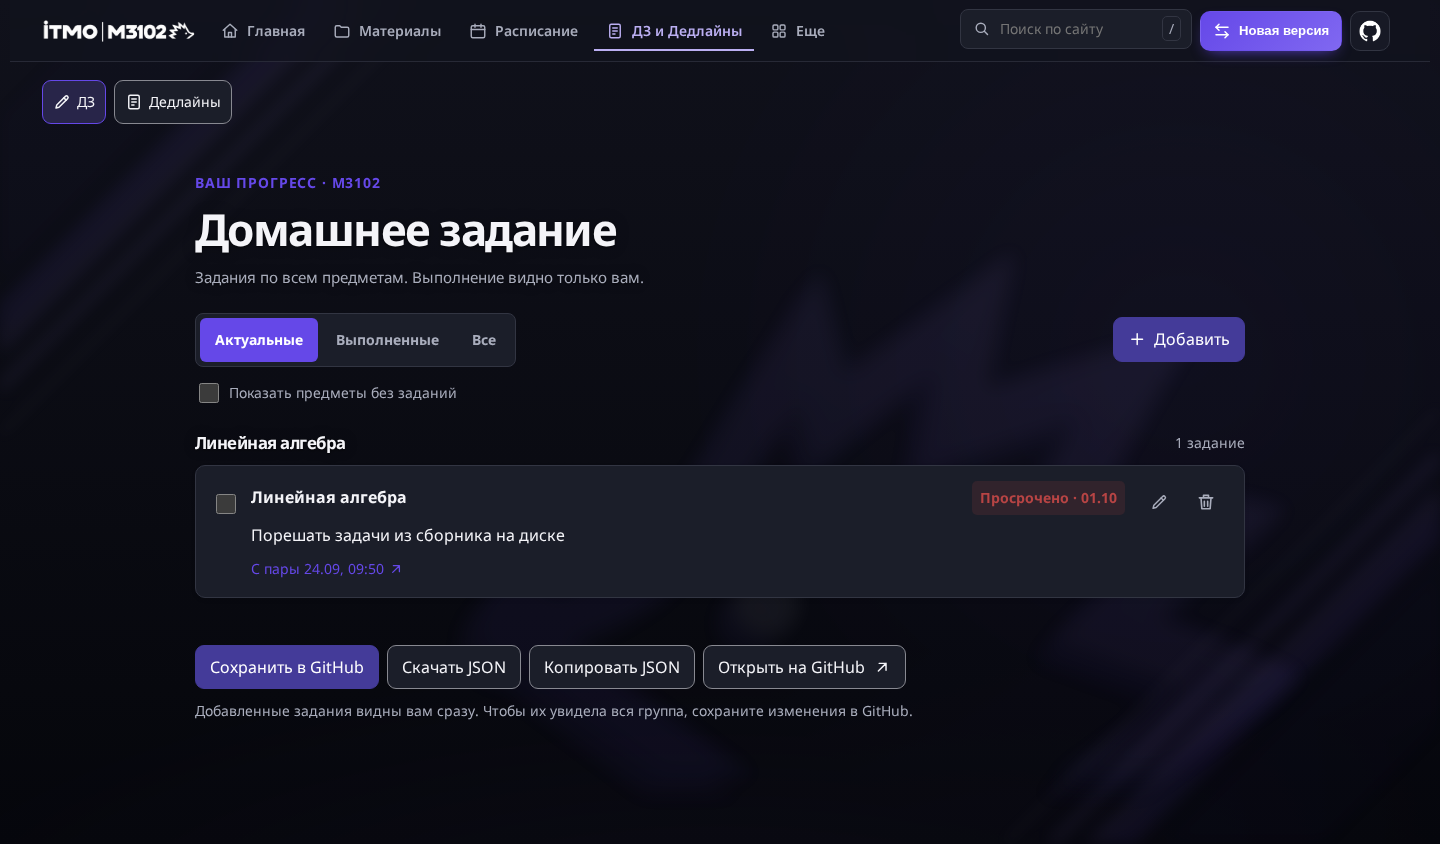 iTMO | M3102
Главная
Материалы
Расписание
ДЗ и Дедлайны
Еще
Поиск по сайту
/
Новая версия
ДЗ
Дедлайны
ВАШ ПРОГРЕСС · M3102
Домашнее задание
Задания по всем предметам. Выполнение видно только вам.
Актуальные
Выполненные
Все
Добавить
Показать предметы без заданий
Линейная алгебра
1 задание
Линейная алгебра
Просрочено · 01.10
Порешать задачи из сборника на диске
С пары 24.09, 09:50 ↗
Сохранить в GitHub
Скачать JSON
Копировать JSON
Открыть на GitHub ↗
Добавленные задания видны вам сразу. Чтобы их увидела вся группа, сохраните изменения в GitHub.